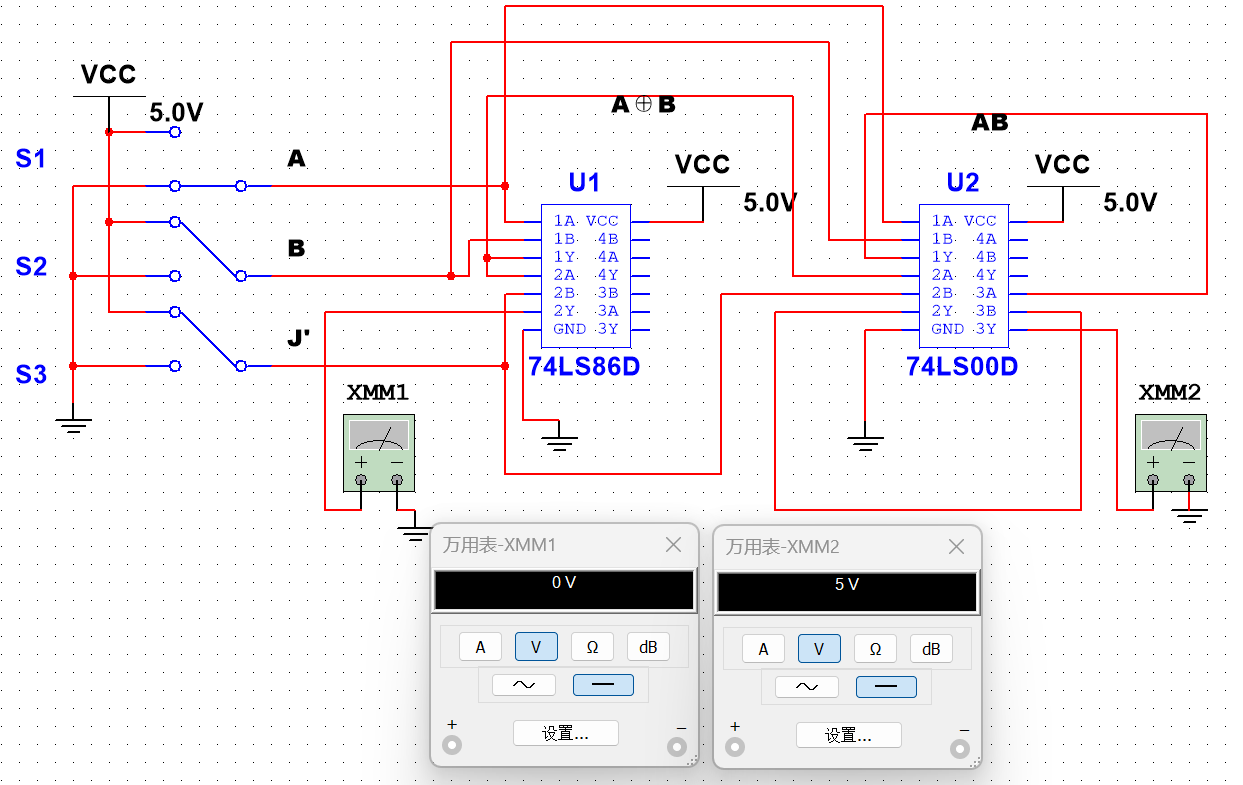 VCC
5.0V
S1
A
S2
B
S3
J'
A ⊕ B
U1
VCC
5.0V
1A VCC
1B 4B
1Y 4A
2A 4Y
2B 3B
2Y 3A
GND 3Y
74LS86D
AB
U2
VCC
5.0V
1A VCC
1B 4A
1Y 4B
2A 4Y
2B 3A
2Y 3B
GND 3Y
74LS00D
XMM1
+ −
XMM2
+ −
万用表-XMM1
0 V
A V Ω dB
设置...
+ −
万用表-XMM2
5 V
A V Ω dB
设置...
+ −